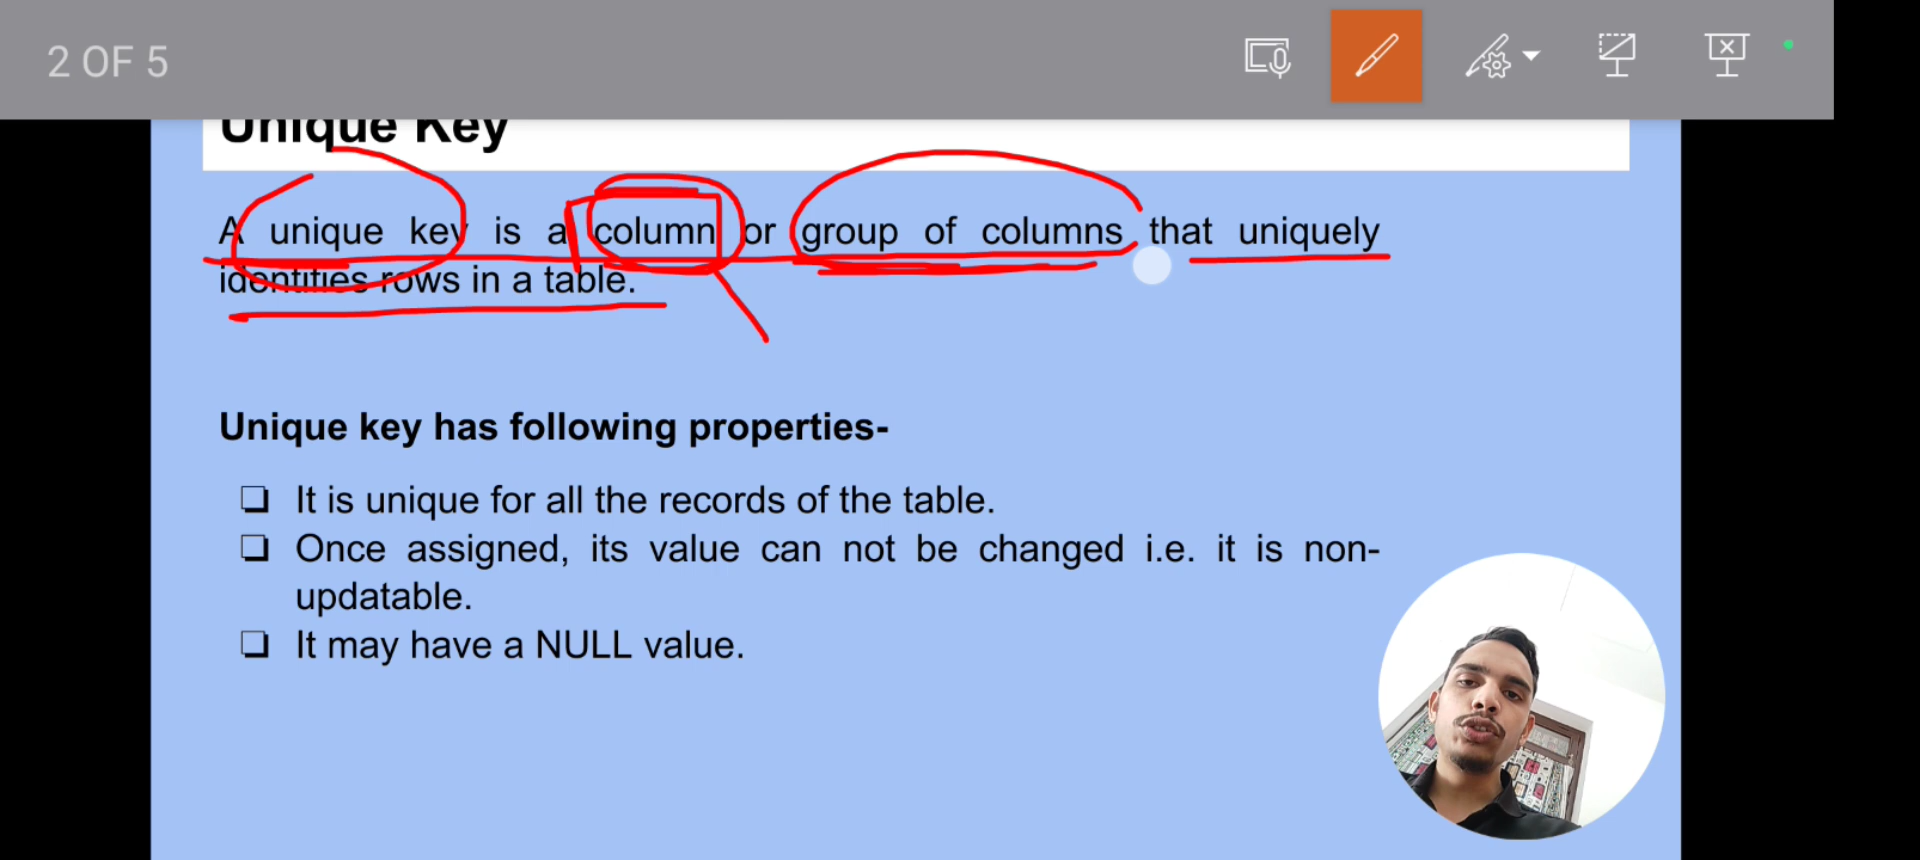 2 OF 5
Unique Key
A unique key is a column or group of columns that uniquely
identifies rows in a table.
Unique key has following properties-
It is unique for all the records of the table.
Once assigned, its value can not be changed i.e. it is non-
updatable.
It may have a NULL value.